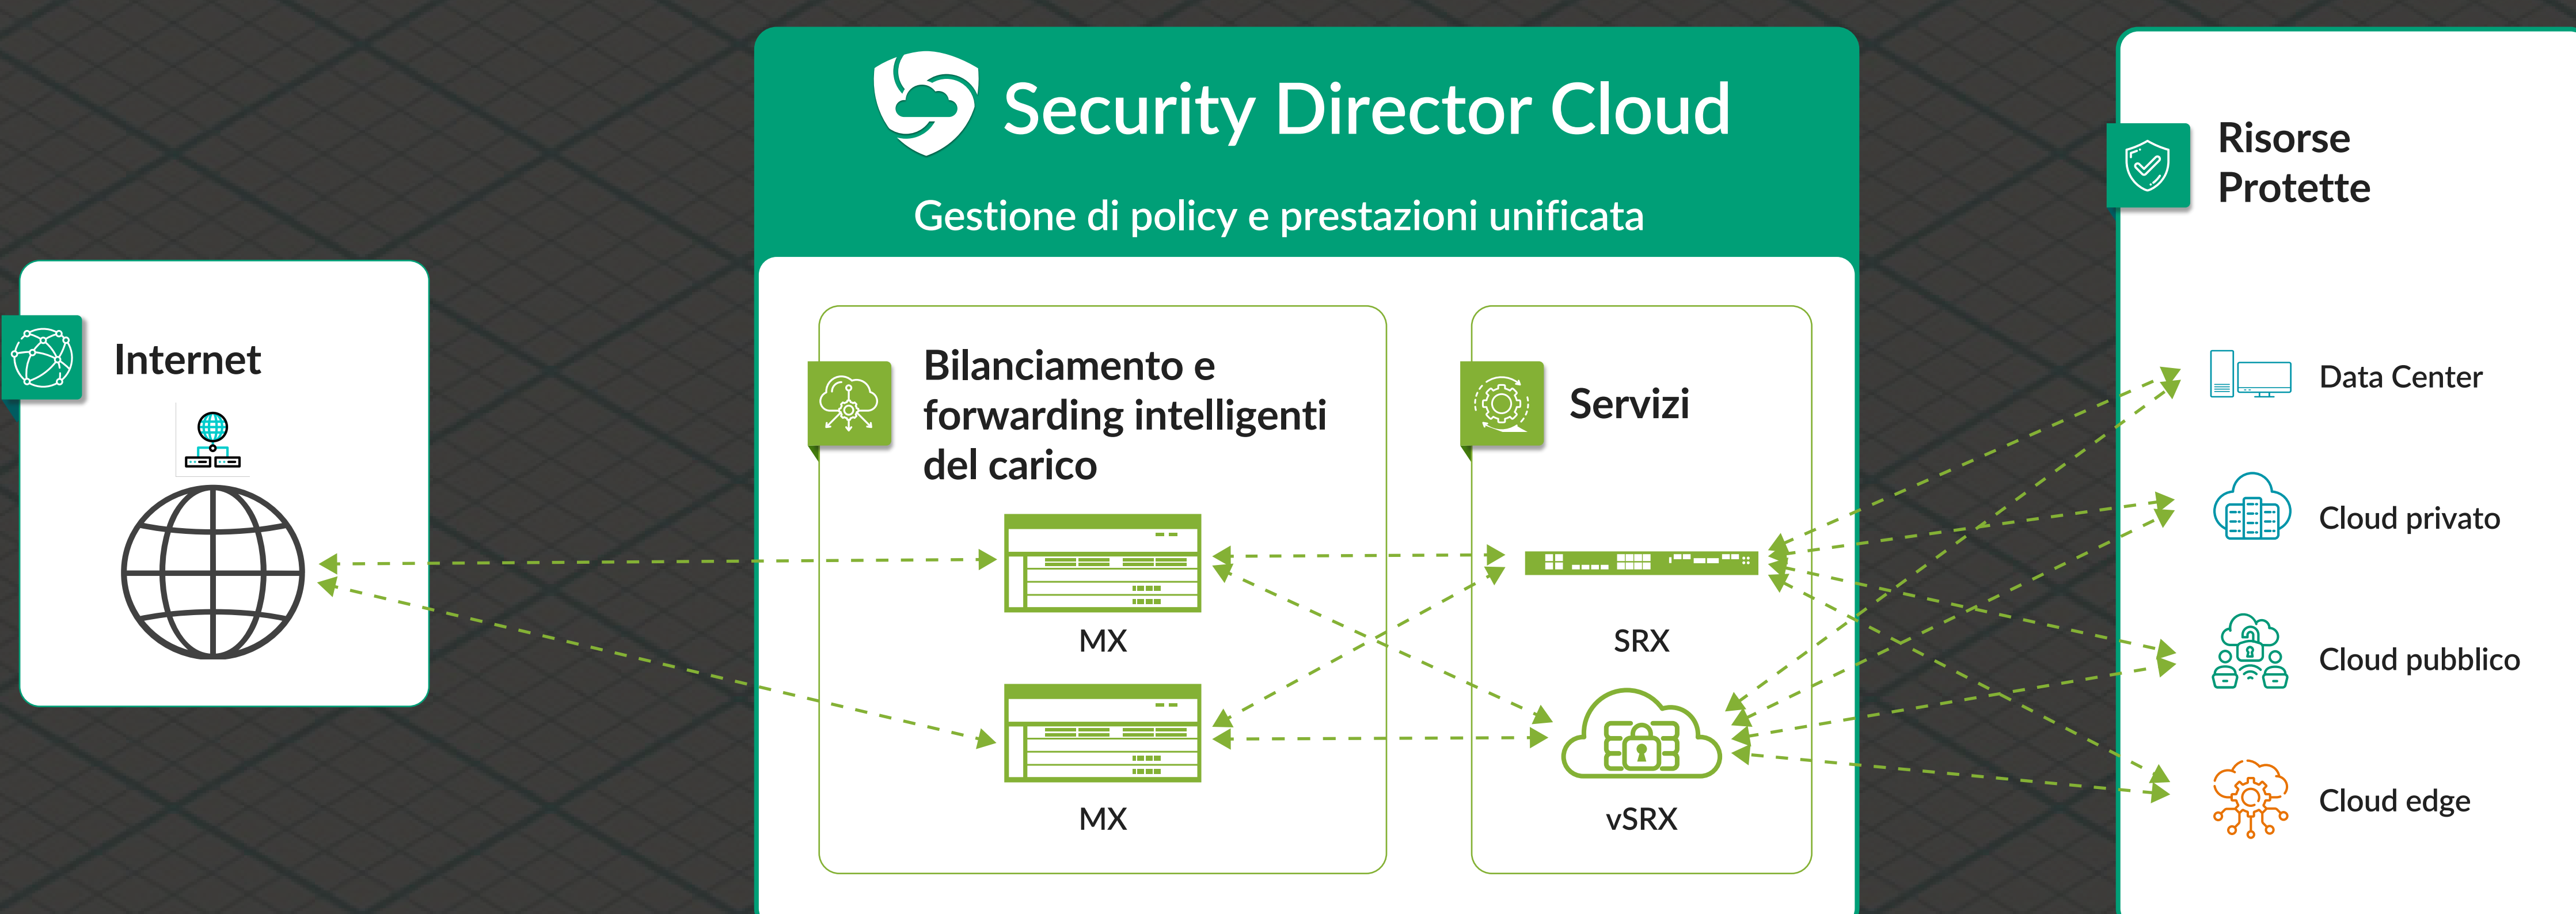 Security Director Cloud
Gestione di policy e prestazioni unificata
Internet
Bilanciamento e
forwarding intelligenti
del carico
MX
MX
Servizi
SRX
vSRX
Risorse
Protette
Data Center
Cloud privato
Cloud pubblico
Cloud edge